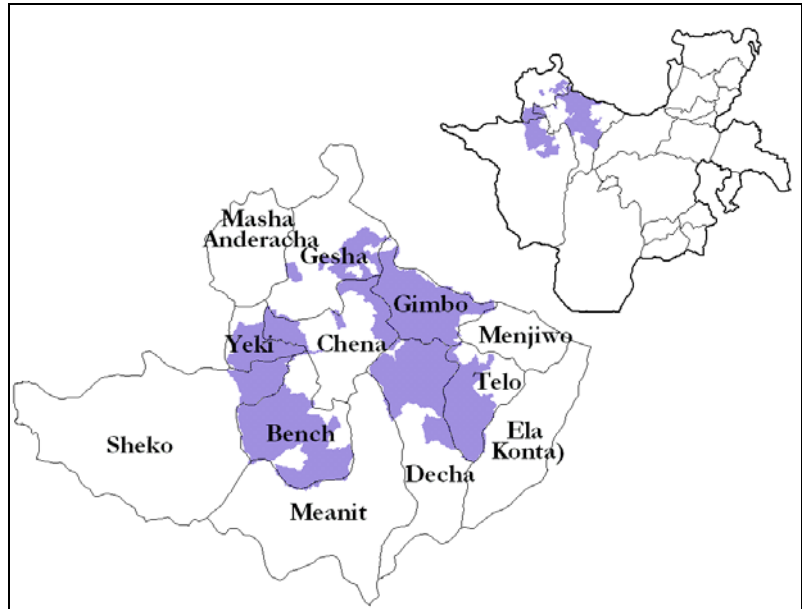 Masha
Anderacha
Gesha
Gimbo
Menjiwo
Yeki
Chena
Telo
Ela
Konta)
Sheko
Bench
Decha
Meanit